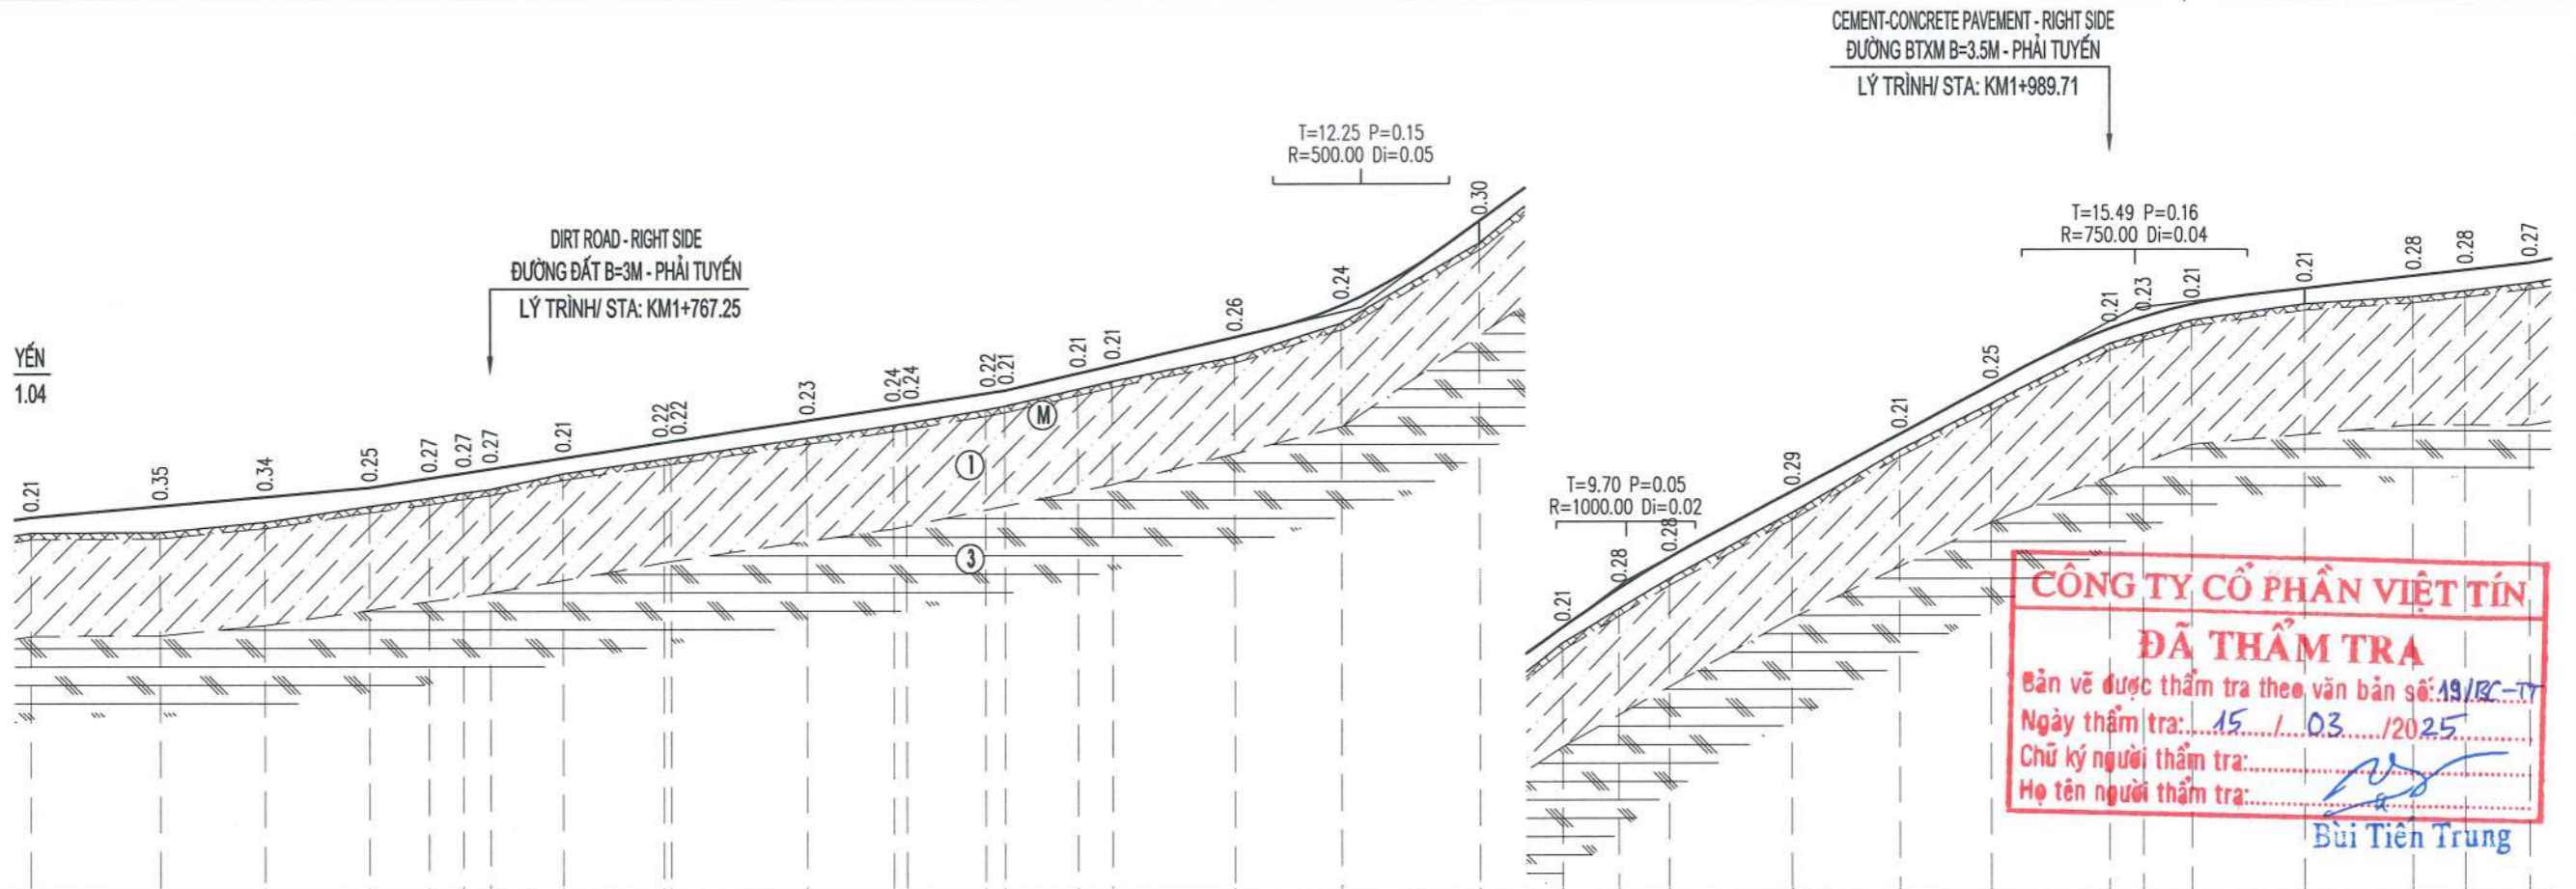 CEMENT-CONCRETE PAVEMENT - RIGHT SIDE
ĐƯỜNG BTXM B=3.5M - PHẢI TUYẾN
LÝ TRÌNH/ STA: KM1+989.71
T=12.25 P=0.15
R=500.00 Di=0.05
DIRT ROAD - RIGHT SIDE
ĐƯỜNG ĐẤT B=3M - PHẢI TUYẾN
LÝ TRÌNH/ STA: KM1+767.25
T=15.49 P=0.16
R=750.00 Di=0.04
YẾN
1.04
T=9.70 P=0.05
R=1000.00 Di=0.02
0.21
0.35
0.34
0.25
0.27
0.27
0.27
0.21
0.22
0.22
0.23
0.24
0.24
0.22
0.21
0.21
0.21
0.26
0.24
0.30
0.21
0.28
0.28
0.29
0.21
0.25
0.21
0.23
0.21
0.21
0.28
0.28
0.27
M
1
3
CÔNG TY CỔ PHẦN VIỆT TÍN
ĐÃ THẨM TRA
Bản vẽ được thẩm tra theo văn bản số: 19/BC-TT
Ngày thẩm tra: 15 / 03 /2025
Chữ ký người thẩm tra:
Họ tên người thẩm tra:
Bùi Tiến Trung